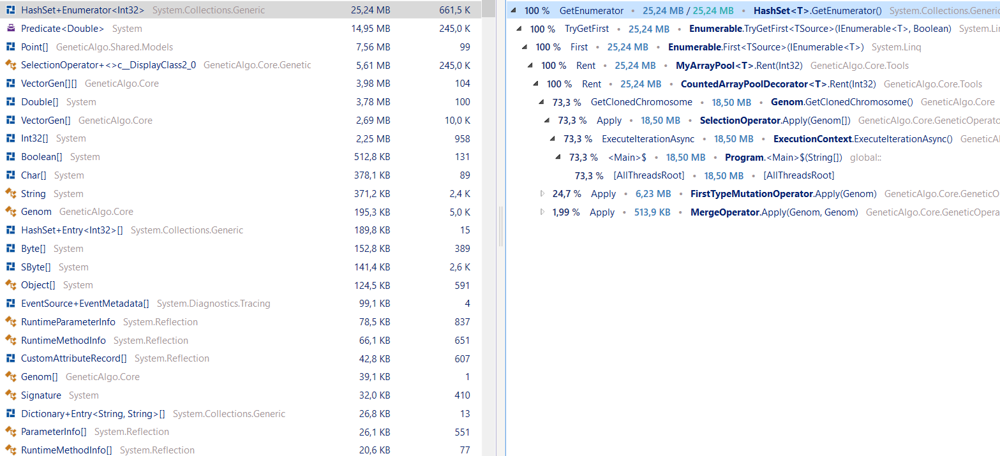 HashSet+Enumerator<Int32> System.Collections.Generic 25,24 MB 661,5 K
Predicate<Double> System 14,95 MB 245,0 K
Point[] GeneticAlgo.Shared.Models 7,56 MB 99
SelectionOperator+<>c__DisplayClass2_0 GeneticAlgo.Core.Genetic 5,61 MB 245,0 K
VectorGen[][] GeneticAlgo.Core 3,98 MB 104
Double[] System 3,78 MB 100
VectorGen[] GeneticAlgo.Core 2,69 MB 10,0 K
Int32[] System 2,25 MB 958
Boolean[] System 512,8 KB 131
Char[] System 378,1 KB 89
String System 371,2 KB 2,4 K
Genom GeneticAlgo.Core 195,3 KB 5,0 K
HashSet+Entry<Int32>[] System.Collections.Generic 189,8 KB 15
Byte[] System 152,8 KB 389
SByte[] System 141,4 KB 2,6 K
Object[] System 124,5 KB 591
EventSource+EventMetadata[] System.Diagnostics.Tracing 99,1 KB 4
RuntimeParameterInfo System.Reflection 78,5 KB 837
RuntimeMethodInfo System.Reflection 66,1 KB 651
CustomAttributeRecord[] System.Reflection 42,8 KB 607
Genom[] GeneticAlgo.Core 39,1 KB 1
Signature System 32,0 KB 410
Dictionary+Entry<String, String>[] System.Collections.Generic 26,8 KB 13
ParameterInfo[] System.Reflection 26,1 KB 551
RuntimeMethodInfo[] System.Reflection 20,6 KB 77
100 % GetEnumerator • 25,24 MB / 25,24 MB • HashSet<T>.GetEnumerator() System.Collections.Generic
100 % TryGetFirst • 25,24 MB • Enumerable.TryGetFirst<TSource>(IEnumerable<T>, Boolean) System.Lin
100 % First • 25,24 MB • Enumerable.First<TSource>(IEnumerable<T>) System.Linq
100 % Rent • 25,24 MB • MyArrayPool<T>.Rent(Int32) GeneticAlgo.Core.Tools
100 % Rent • 25,24 MB • CountedArrayPoolDecorator<T>.Rent(Int32) GeneticAlgo.Core.Tools
73,3 % GetClonedChromosome • 18,50 MB • Genom.GetClonedChromosome() GeneticAlgo.Core
73,3 % Apply • 18,50 MB • SelectionOperator.Apply(Genom[]) GeneticAlgo.Core.GeneticOperato
73,3 % ExecuteIterationAsync • 18,50 MB • ExecutionContext.ExecuteIterationAsync() GeneticAl
73,3 % <Main>$ • 18,50 MB • Program.<Main>$(String[]) global::
73,3 % [AllThreadsRoot] • 18,50 MB • [AllThreadsRoot]
24,7 % Apply • 6,23 MB • FirstTypeMutationOperator.Apply(Genom) GeneticAlgo.Core.GeneticO
1,99 % Apply • 513,9 KB • MergeOperator.Apply(Genom, Genom) GeneticAlgo.Core.GeneticOpera